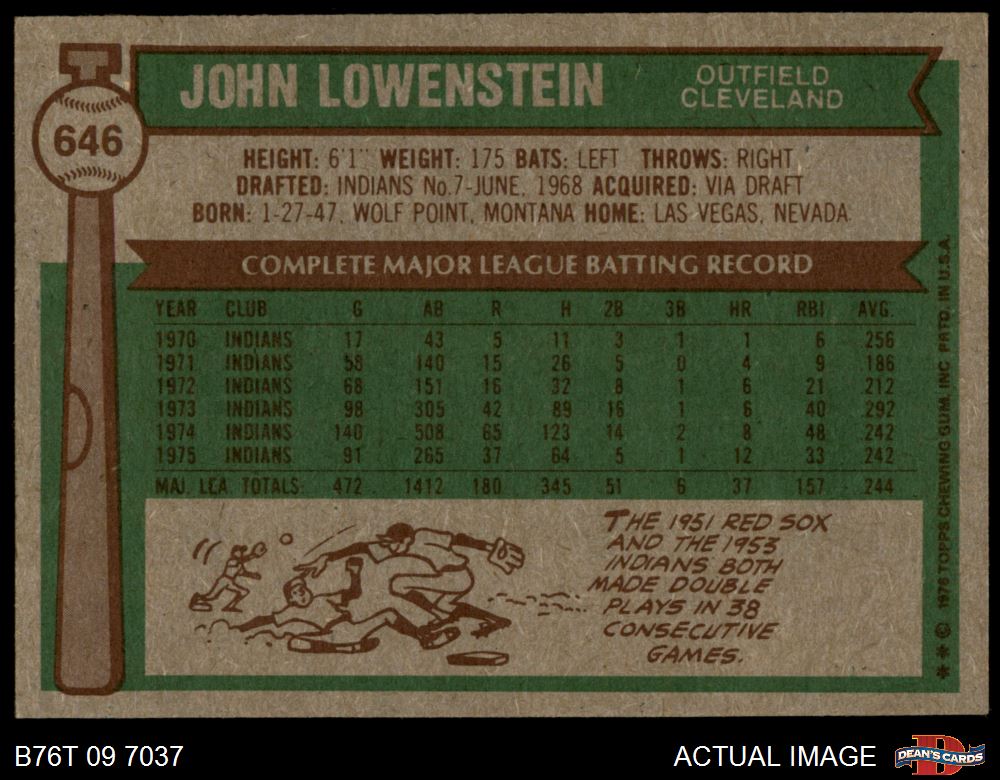 646
JOHN LOWENSTEIN
OUTFIELD
CLEVELAND
HEIGHT: 6'1" WEIGHT: 175 BATS: LEFT THROWS: RIGHT
DRAFTED: INDIANS No.7-JUNE, 1968 ACQUIRED: VIA DRAFT
BORN: 1-27-47, WOLF POINT, MONTANA HOME: LAS VEGAS, NEVADA
COMPLETE MAJOR LEAGUE BATTING RECORD
YEAR CLUB G AB R H 2B 3B HR RBI AVG.
1970 INDIANS 17 43 5 11 3 1 1 6 256
1971 INDIANS 58 140 15 26 5 0 4 9 186
1972 INDIANS 68 151 16 32 8 1 6 21 212
1973 INDIANS 98 305 42 89 16 1 6 40 292
1974 INDIANS 140 508 65 123 14 2 8 48 242
1975 INDIANS 91 265 37 64 5 1 12 33 242
MAJ. LEA TOTALS 472 1412 180 345 51 6 37 157 244
THE 1951 RED SOX
AND THE 1953
INDIANS BOTH
MADE DOUBLE
PLAYS IN 38
CONSECUTIVE
GAMES.
* * © 1976 TOPPS CHEWING GUM, INC PRTD. IN U.S.A.
B76T 09 7037
ACTUAL IMAGE
D
DEAN'S CARDS